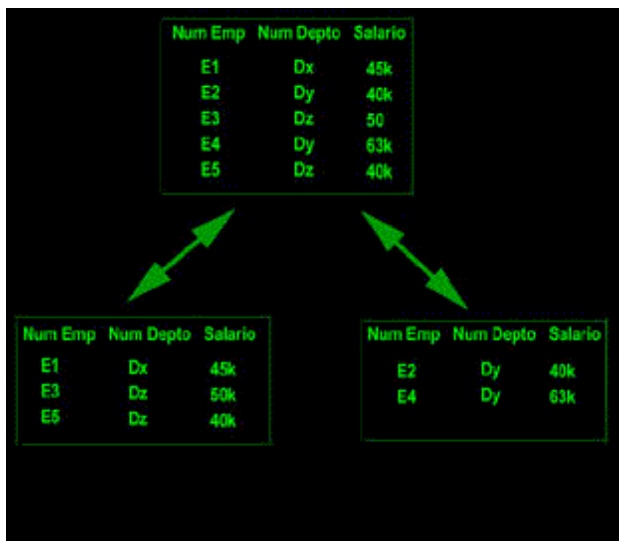 Num Emp Num Depto Salario
E1 Dx 45k
E2 Dy 40k
E3 Dz 50
E4 Dy 63k
E5 Dz 40k
Num Emp Num Depto Salario
E1 Dx 45k
E3 Dz 50k
E5 Dz 40k
Num Emp Num Depto Salario
E2 Dy 40k
E4 Dy 63k